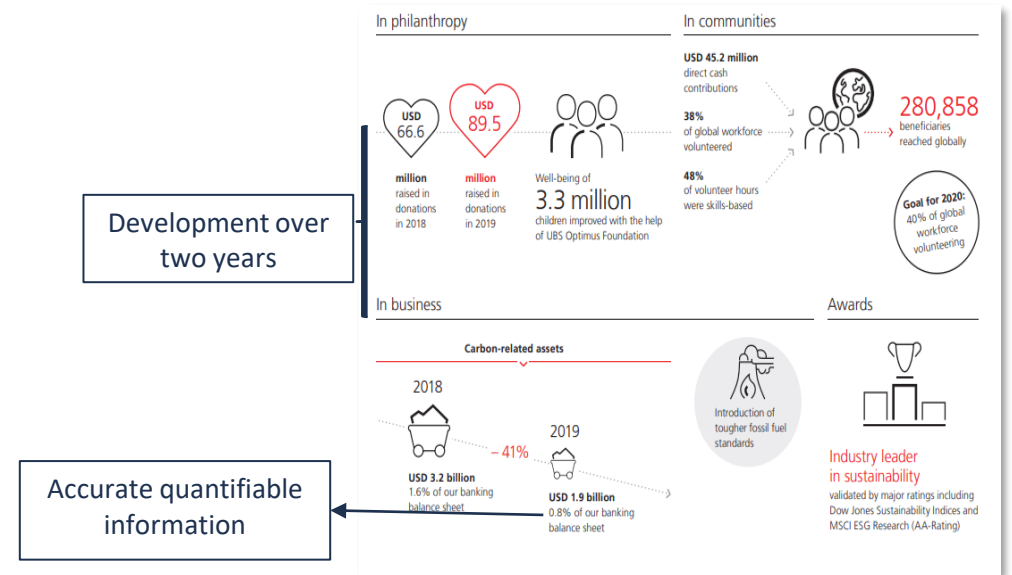 In philanthropy
USD
66.6
million
raised in
donations
in 2018
USD
89.5
million
raised in
donations
in 2019
Well-being of
3.3 million
children improved with the help
of UBS Optimus Foundation
In communities
USD 45.2 million
direct cash
contributions
38%
of global workforce
volunteered
48%
of volunteer hours
were skills-based
280,858
beneficiaries
reached globally
Goal for 2020:
40% of global
workforce
volunteering
Development over
two years
In business
Carbon-related assets
2018
USD 3.2 billion
1.6% of our banking
balance sheet
– 41%
2019
USD 1.9 billion
0.8% of our banking
balance sheet
Introduction of
tougher fossil fuel
standards
Awards
Industry leader
in sustainability
validated by major ratings including
Dow Jones Sustainability Indices and
MSCI ESG Research (AA-Rating)
Accurate quantifiable
information